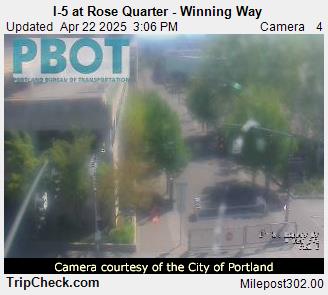 I-5 at Rose Quarter - Winning Way
Updated Apr 22 2025 3:06 PM Camera 4
PBOT
PORTLAND BUREAU OF TRANSPORTATION
Camera courtesy of the City of Portland
TripCheck.com Milepost302.00